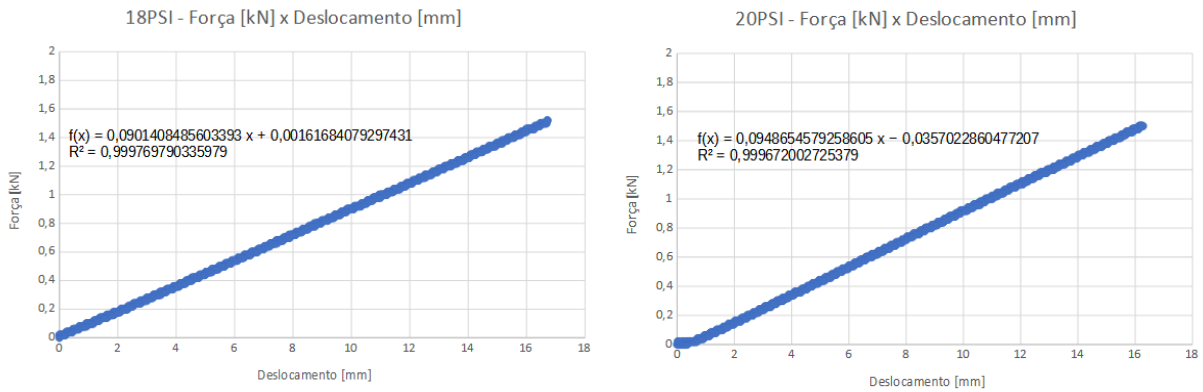 18PSI - Força [kN] x Deslocamento [mm]
2
1,8
1,6
1,4
1,2
1
0,8
0,6
0,4
0,2
0
f(x) = 0,0901408485603393 x + 0,00161684079297431
R² = 0,999769790335979
Força [kN]
0 2 4 6 8 10 12 14 16 18
Deslocamento [mm]
20PSI - Força [kN] x Deslocamento [mm]
2
1,8
1,6
1,4
1,2
1
0,8
0,6
0,4
0,2
0
f(x) = 0,0948654579258605 x − 0,0357022860477207
R² = 0,999672002725379
Força [kN]
0 2 4 6 8 10 12 14 16 18
Deslocamento [mm]